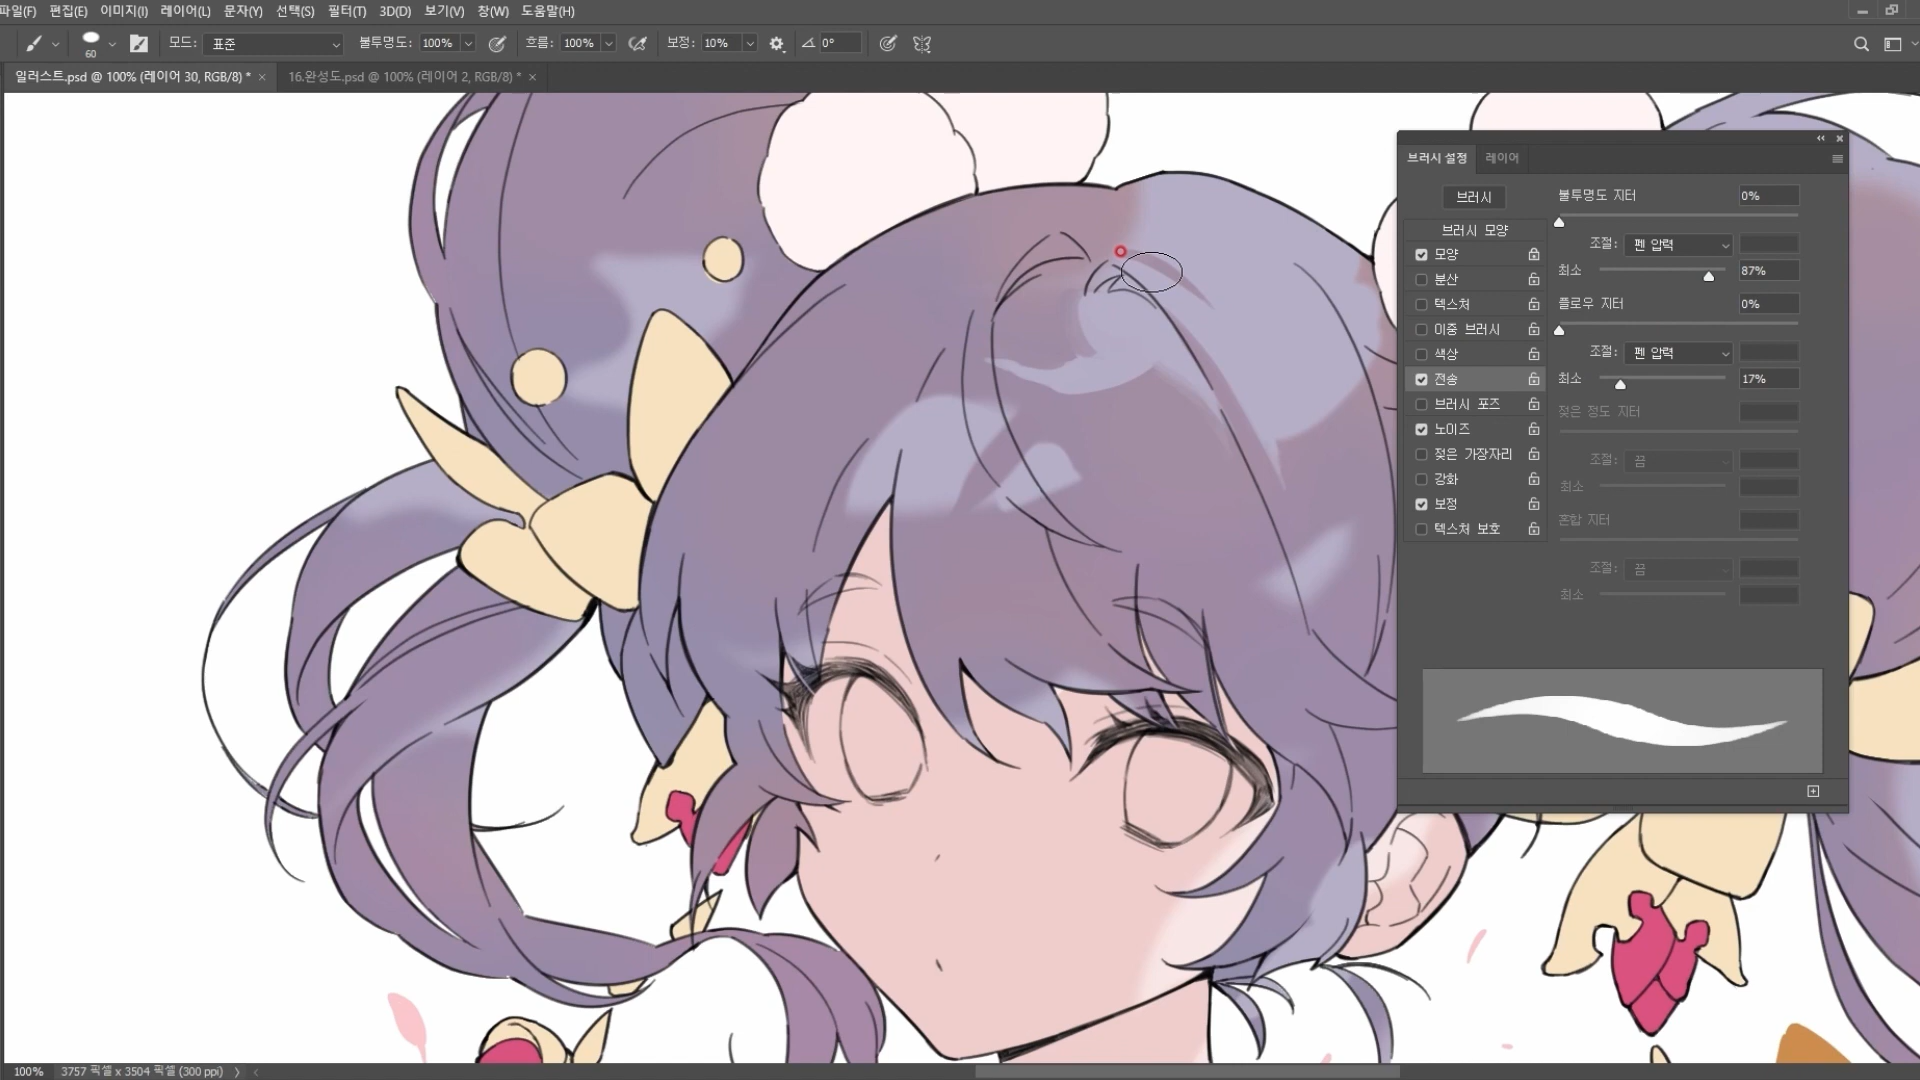 파일(F) 편집(E) 이미지(I) 레이어(L) 문자(Y) 선택(S) 필터(T) 3D(D) 보기(V) 창(W) 도움말(H)
60 모드: 표준 불투명도: 100% 흐름: 100% 보정: 10% 0°
일러스트.psd @ 100% (레이어 30, RGB/8) * × 16.완성도.psd @ 100% (레이어 2, RGB/8) * ×
브러시 설정 레이어
브러시
브러시 모양
모양
분산
텍스처
이중 브러시
색상
전송
브러시 포즈
노이즈
젖은 가장자리
강화
보정
텍스처 보호
불투명도 지터 0%
조절: 펜 압력
최소 87%
플로우 지터 0%
조절: 펜 압력
최소 17%
젖은 정도 지터
조절: 끔
최소
혼합 지터
조절: 끔
최소
100% 3757 픽셀 x 3504 픽셀 (300 ppi)